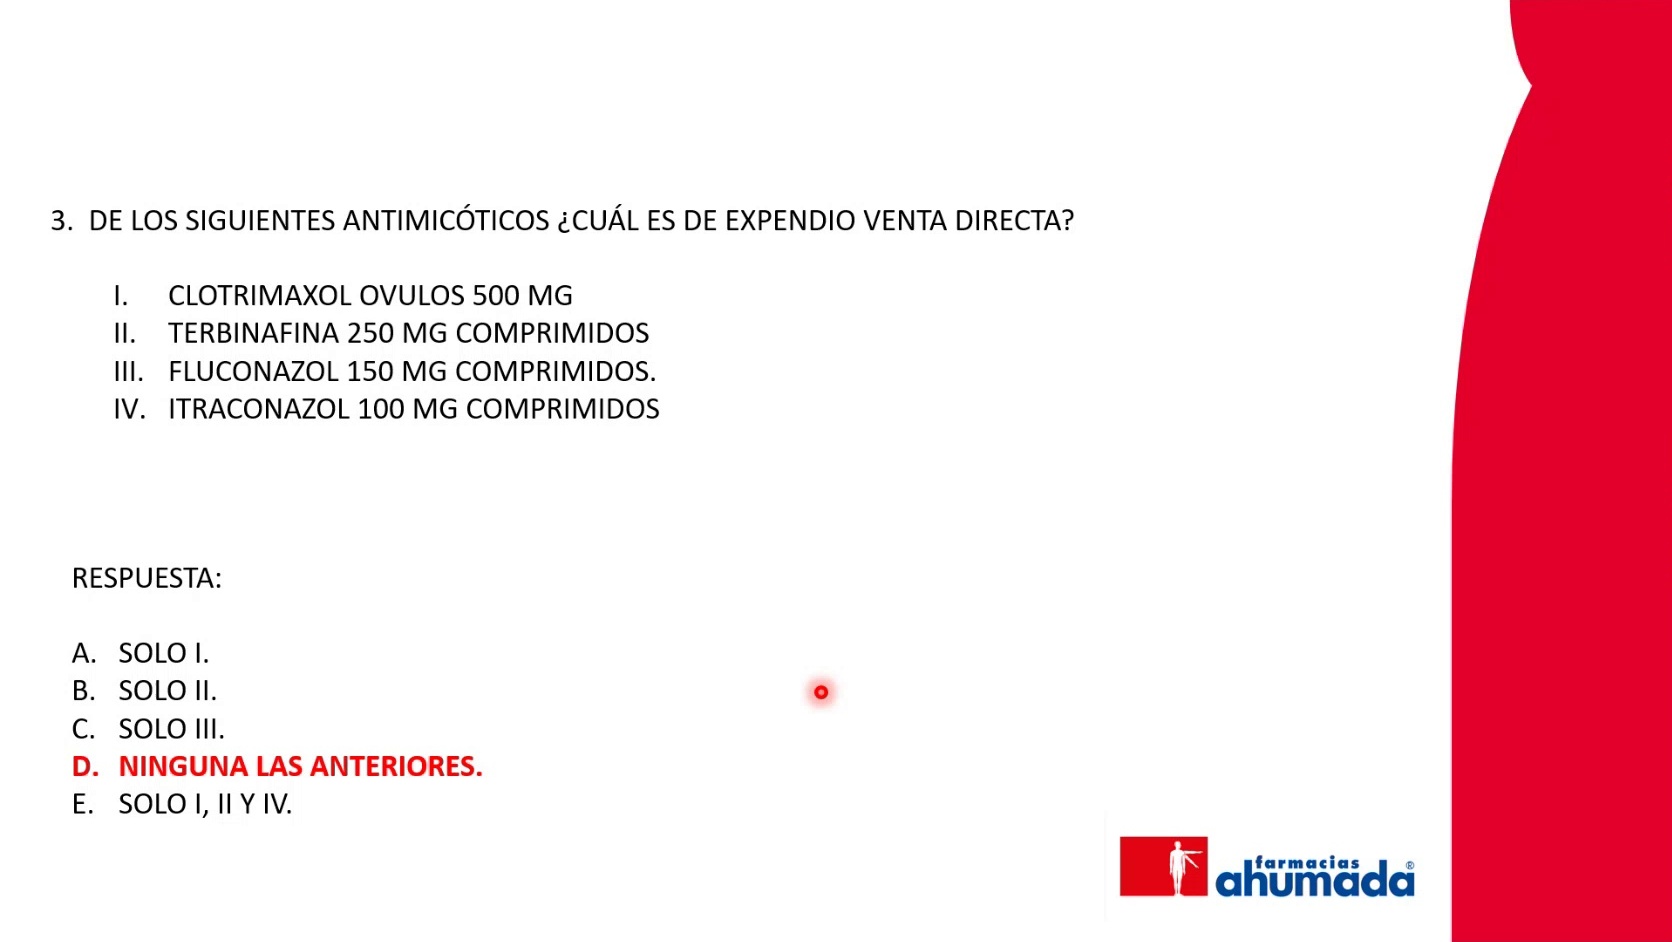 3. DE LOS SIGUIENTES ANTIMICÓTICOS ¿CUÁL ES DE EXPENDIO VENTA DIRECTA?
I. CLOTRIMAXOL OVULOS 500 MG
II. TERBINAFINA 250 MG COMPRIMIDOS
III. FLUCONAZOL 150 MG COMPRIMIDOS.
IV. ITRACONAZOL 100 MG COMPRIMIDOS
RESPUESTA:
A. SOLO I.
B. SOLO II.
C. SOLO III.
D. NINGUNA LAS ANTERIORES.
E. SOLO I, II Y IV.
farmacias
ahumada®